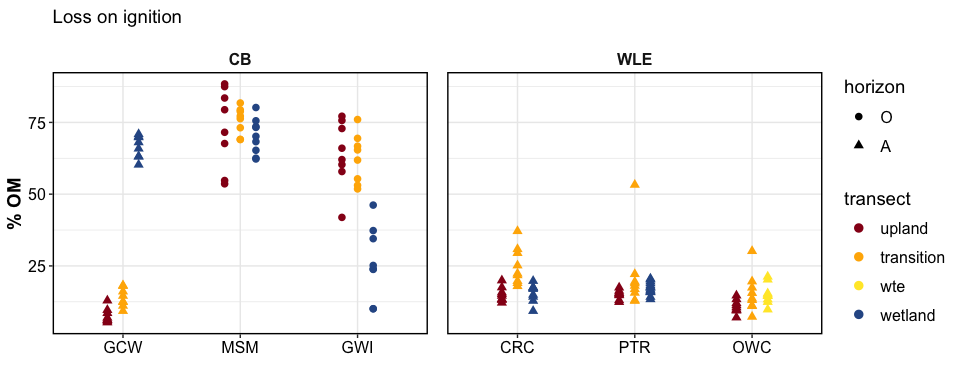 Loss on ignition
CB
WLE
% OM
75
50
25
GCW
MSM
GWI
CRC
PTR
OWC
horizon
O
A
transect
upland
transition
wte
wetland